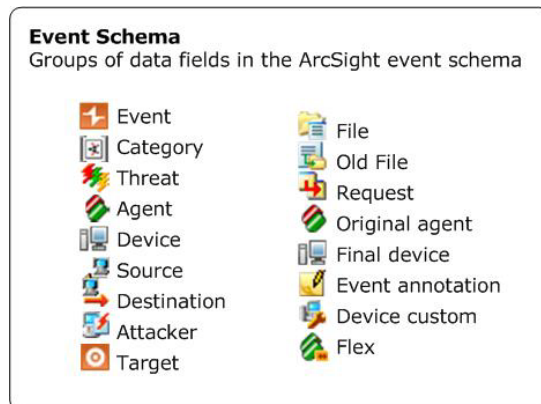 Event Schema
Groups of data fields in the ArcSight event schema
Event
Category
Threat
Agent
Device
Source
Destination
Attacker
Target
File
Old File
Request
Original agent
Final device
Event annotation
Device custom
Flex